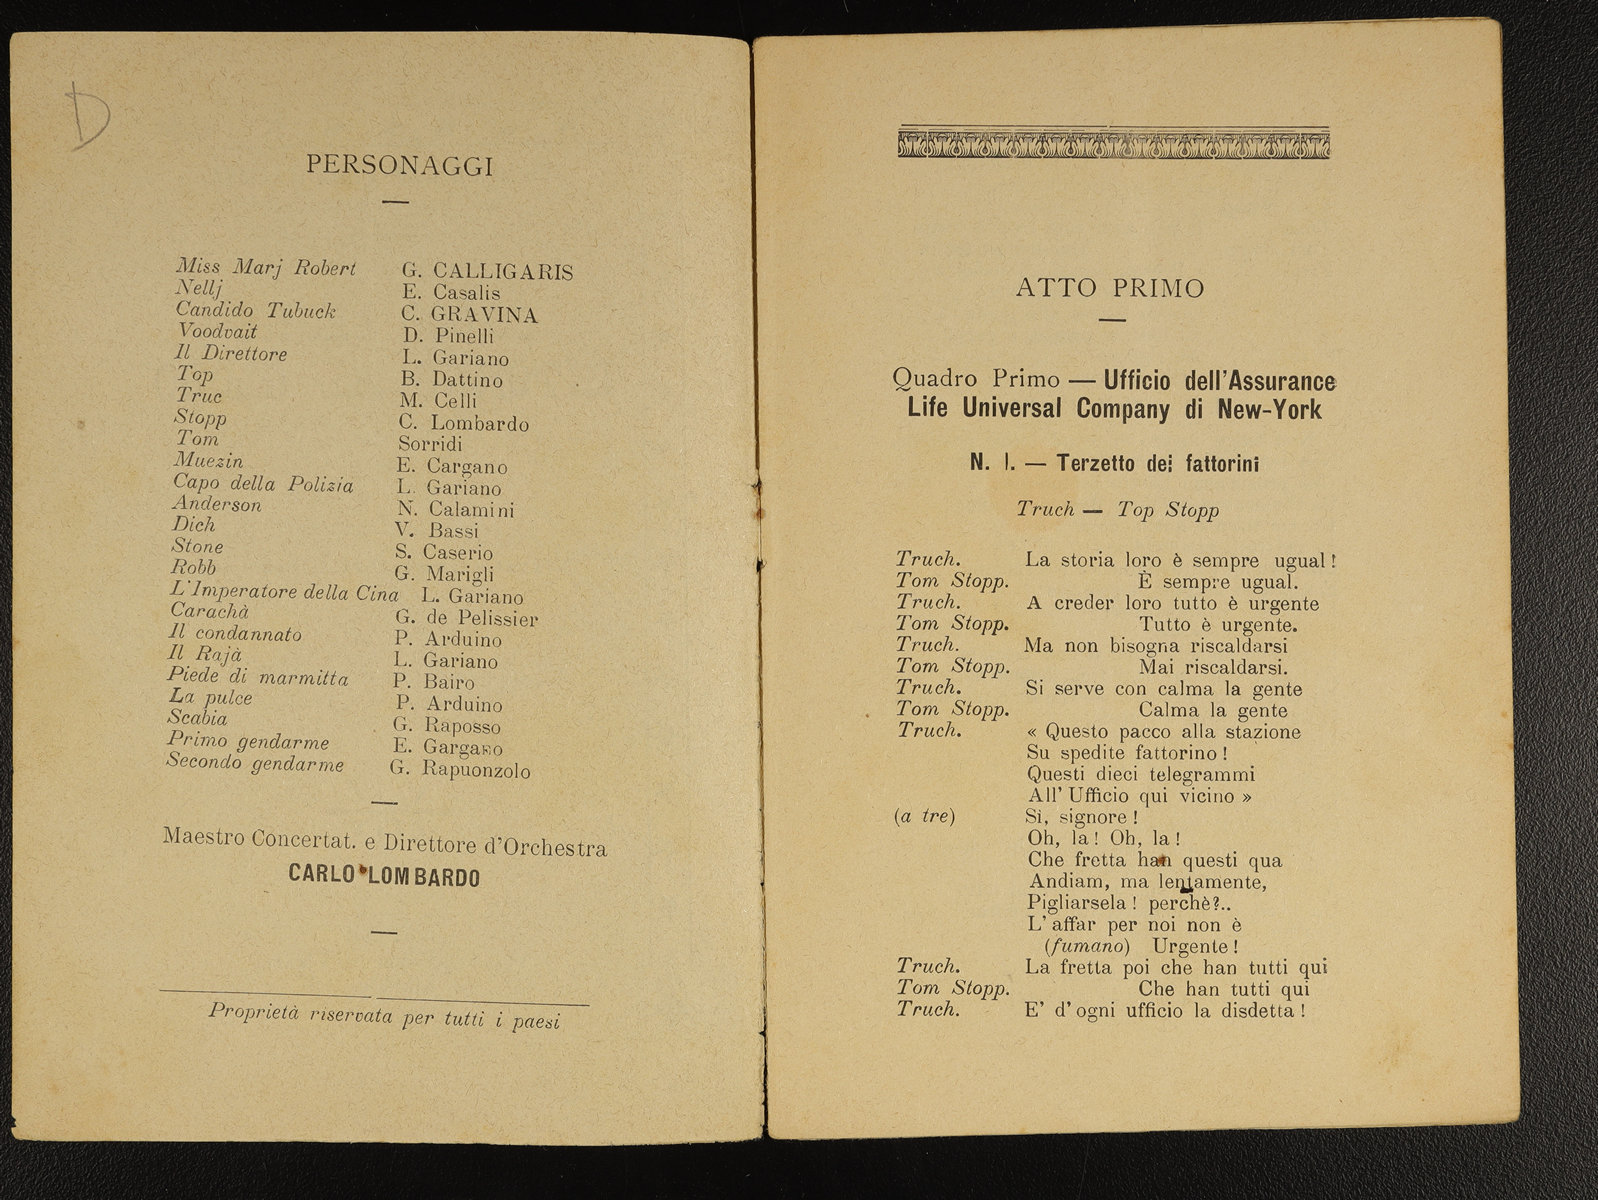 D
PERSONAGGI
Miss Marj Robert G. CALLIGARIS
Nellj E. Casalis
Candido Tubuck C. GRAVINA
Voodvait D. Pinelli
Il Direttore L. Gariano
Top B. Dattino
Truc M. Celli
Stopp C. Lombardo
Tom Sorridi
Muezin E. Cargano
Capo della Polizia L. Gariano
Anderson N. Calamini
Dich V. Bassi
Stone S. Caserio
Robb G. Marigli
L'Imperatore della Cina L. Gariano
Carachà G. de Pelissier
Il condannato P. Arduino
Il Rajà L. Gariano
Piede di marmitta P. Bairo
La pulce P. Arduino
Scabia G. Raposso
Primo gendarme E. Gargano
Secondo gendarme G. Rapuonzolo
Maestro Concertat. e Direttore d'Orchestra
CARLO LOMBARDO
Proprietà riservata per tutti i paesi
ATTO PRIMO
Quadro Primo — Ufficio dell'Assurance
Life Universal Company di New-York
N. I. — Terzetto dei fattorini
Truch — Top Stopp
Truch. La storia loro è sempre ugual !
Tom Stopp. È sempre ugual.
Truch. A creder loro tutto è urgente
Tom Stopp. Tutto è urgente.
Truch. Ma non bisogna riscaldarsi
Tom Stopp. Mai riscaldarsi.
Truch. Si serve con calma la gente
Tom Stopp. Calma la gente
Truch. « Questo pacco alla stazione
Su spedite fattorino !
Questi dieci telegrammi
All' Ufficio qui vicino »
(a tre) Sì, signore !
Oh, la ! Oh, la !
Che fretta han questi qua
Andiam, ma lentamente,
Pigliarsela ! perchè?..
L' affar per noi non è
(fumano) Urgente !
Truch. La fretta poi che han tutti qui
Tom Stopp. Che han tutti qui
Truch. E' d' ogni ufficio la disdetta !